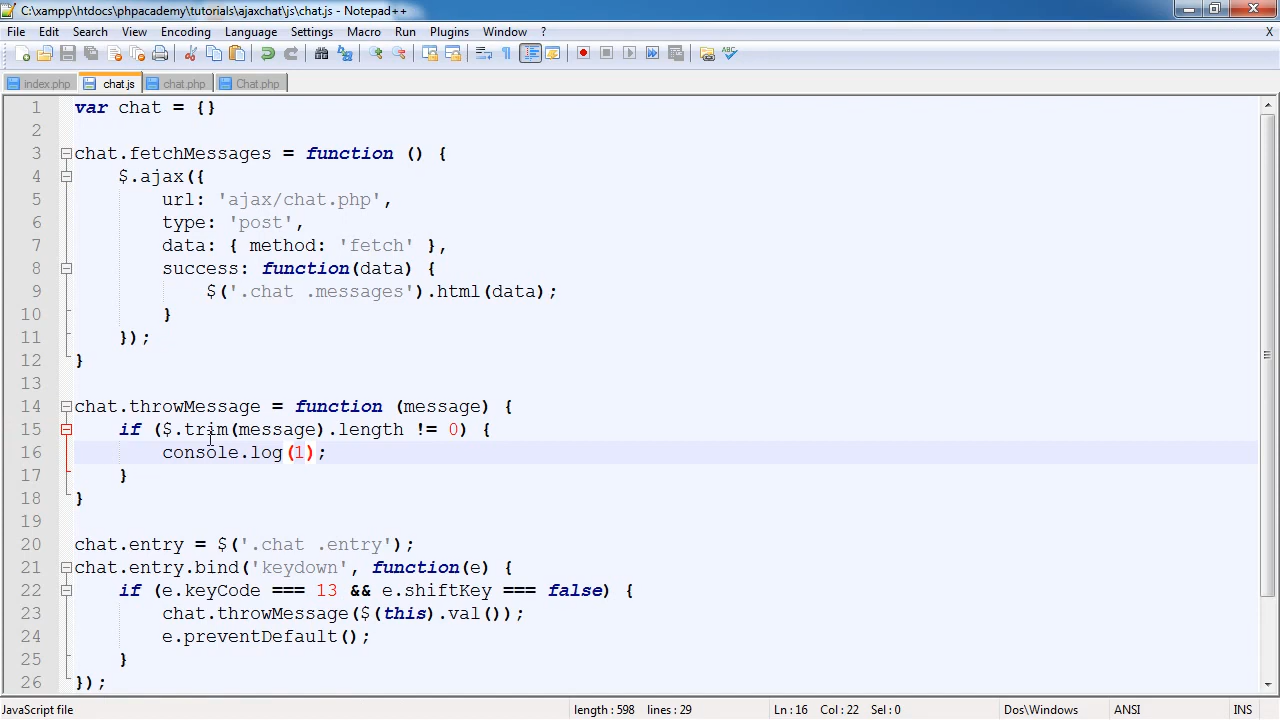 C:\xampp\htdocs\phpacademy\tutorials\ajaxchat\js\chat.js - Notepad++
File Edit Search View Encoding Language Settings Macro Run Plugins Window ? X
index.php chat.js chat.php Chat.php
1 var chat = {}
2
3 chat.fetchMessages = function () {
4 $.ajax({
5 url: 'ajax/chat.php',
6 type: 'post',
7 data: { method: 'fetch' },
8 success: function(data) {
9 $('.chat .messages').html(data);
10 }
11 });
12 }
13
14 chat.throwMessage = function (message) {
15 if ($.trim(message).length != 0) {
16 console.log(1);
17 }
18 }
19
20 chat.entry = $('.chat .entry');
21 chat.entry.bind('keydown', function(e) {
22 if (e.keyCode === 13 && e.shiftKey === false) {
23 chat.throwMessage($(this).val());
24 e.preventDefault();
25 }
26 });
JavaScript file length : 598 lines : 29 Ln : 16 Col : 22 Sel : 0 Dos\Windows ANSI INS